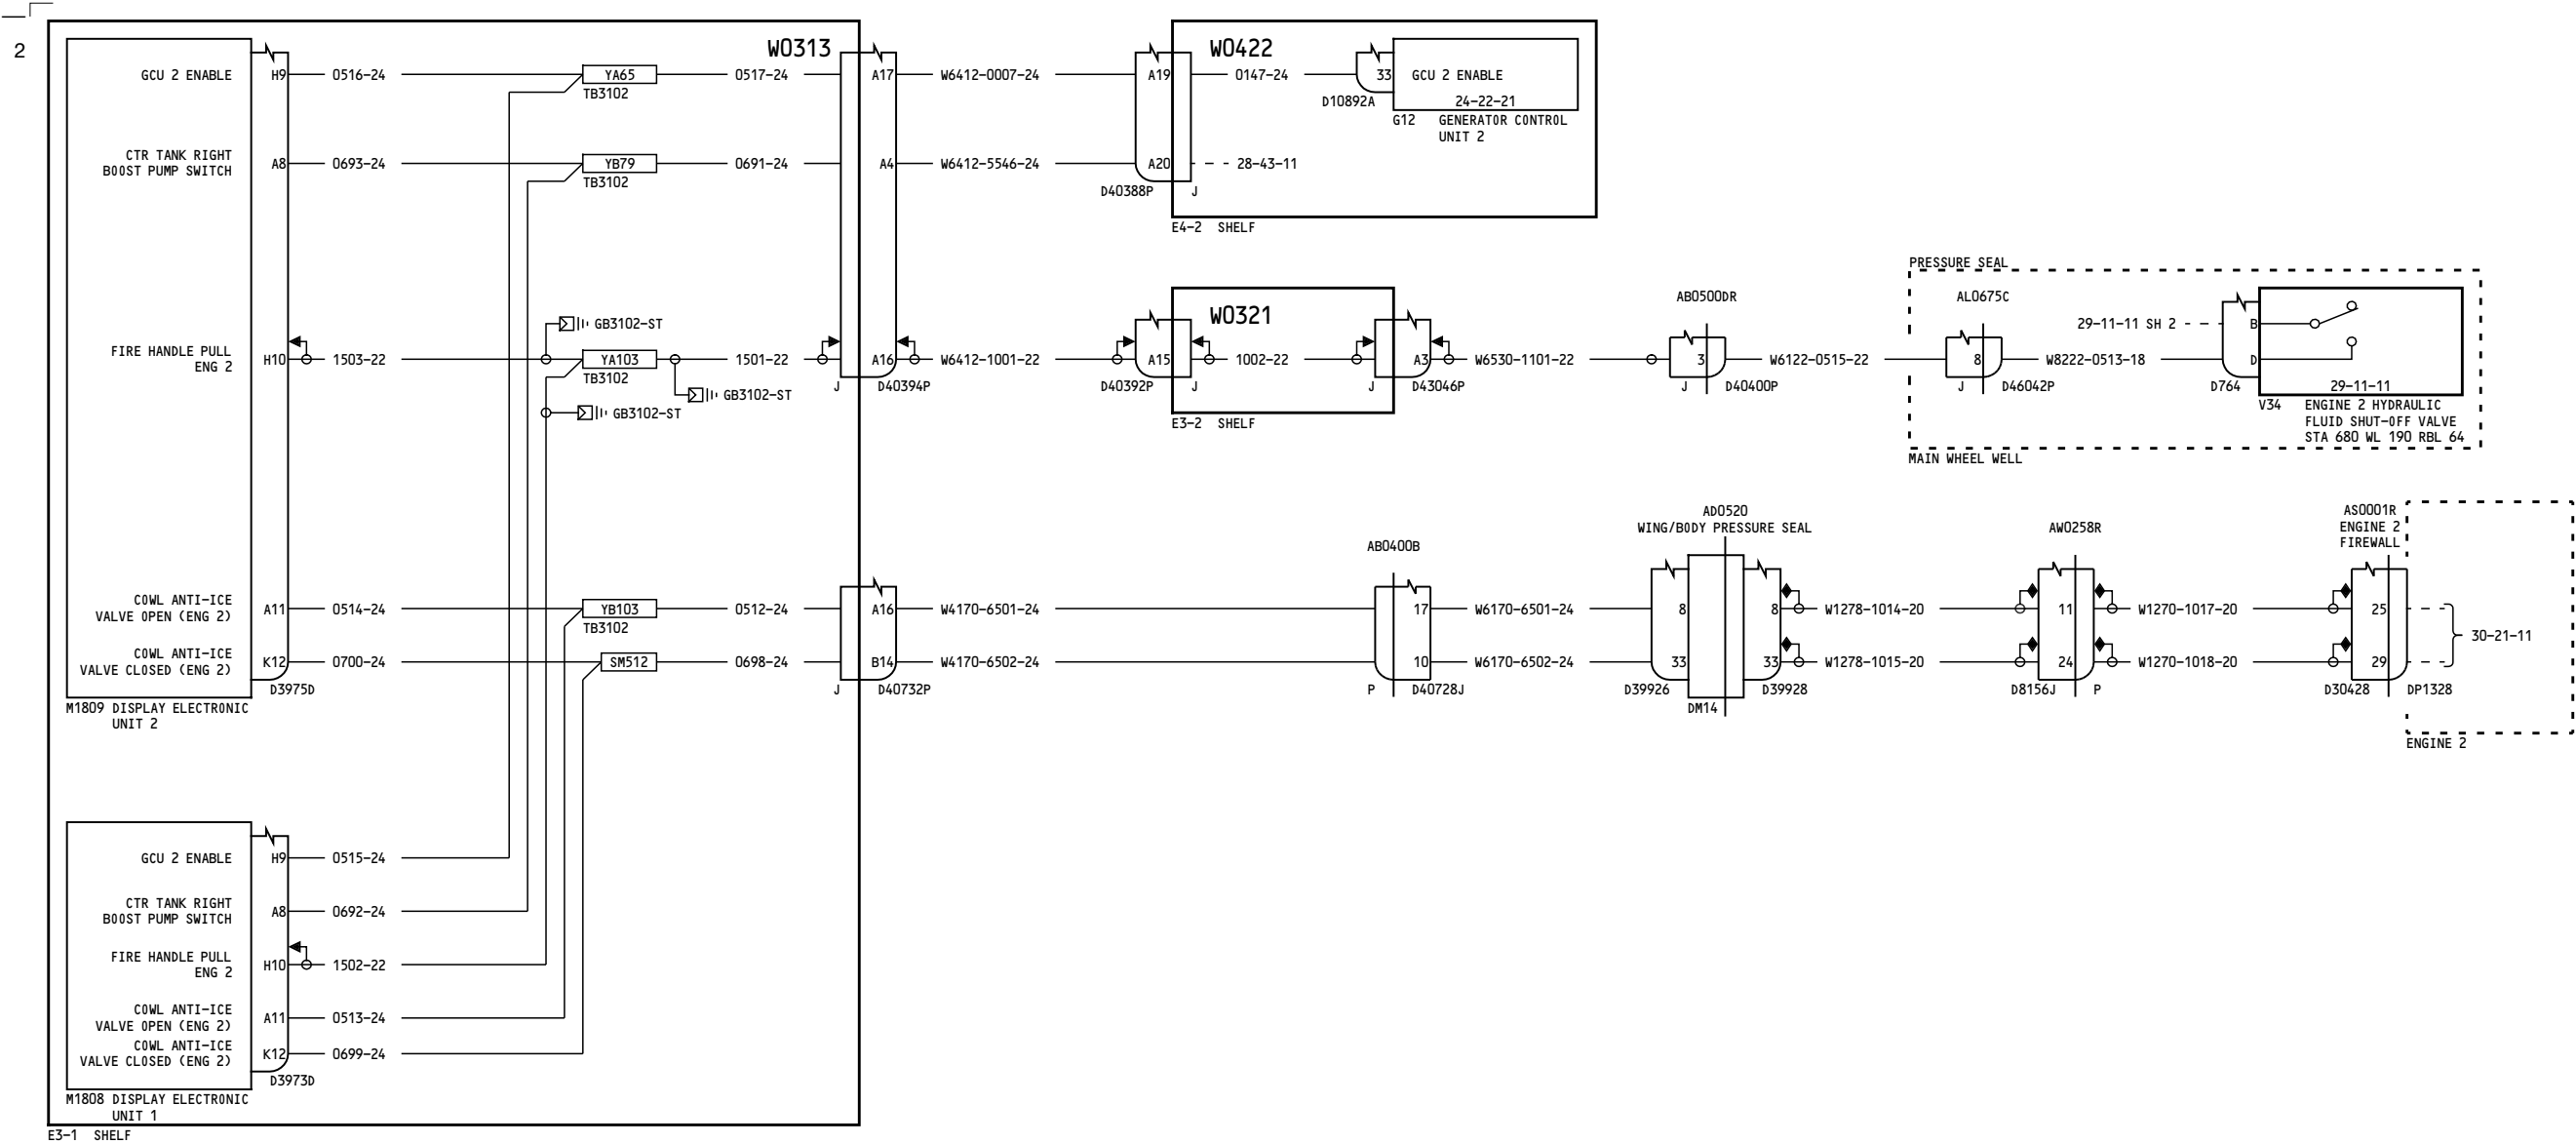 2
W0313
GCU 2 ENABLE
H9
0516-24
YA65
TB3102
0517-24
A17
W6412-0007-24
A19
W0422
0147-24
33
GCU 2 ENABLE
24-22-21
D10892A
G12 GENERATOR CONTROL
UNIT 2
CTR TANK RIGHT
BOOST PUMP SWITCH
A8
0693-24
YB79
TB3102
0691-24
A4
W6412-5546-24
A20
28-43-11
D40388P
J
E4-2 SHELF
FIRE HANDLE PULL
ENG 2
H10
1503-22
GB3102-ST
YA103
TB3102
GB3102-ST
GB3102-ST
1501-22
A16
J
D40394P
W6412-1001-22
A15
D40392P
J
W0321
1002-22
A3
J
D43046P
E3-2 SHELF
W6530-1101-22
AB0500DR
3
J
D40400P
W6122-0515-22
PRESSURE SEAL
AL0675C
8
J
D46042P
29-11-11 SH 2
W8222-0513-18
B
D
D764
29-11-11
V34 ENGINE 2 HYDRAULIC
FLUID SHUT-OFF VALVE
STA 680 WL 190 RBL 64
MAIN WHEEL WELL
COWL ANTI-ICE
VALVE OPEN (ENG 2)
A11
0514-24
YB103
TB3102
0512-24
A16
W4170-6501-24
AB0400B
17
W6170-6501-24
AD0520
WING/BODY PRESSURE SEAL
8
8
W1278-1014-20
AW0258R
11
W1270-1017-20
AS0001R
ENGINE 2
FIREWALL
25
30-21-11
COWL ANTI-ICE
VALVE CLOSED (ENG 2)
K12
0700-24
SM512
0698-24
B14
W4170-6502-24
10
W6170-6502-24
33
33
W1278-1015-20
24
W1270-1018-20
29
D3975D
J
D40732P
P
D40728J
D39926
DM14
D39928
D8156J
P
D30428
DP1328
ENGINE 2
M1809 DISPLAY ELECTRONIC
UNIT 2
GCU 2 ENABLE
H9
0515-24
CTR TANK RIGHT
BOOST PUMP SWITCH
A8
0692-24
FIRE HANDLE PULL
ENG 2
H10
1502-22
COWL ANTI-ICE
VALVE OPEN (ENG 2)
A11
0513-24
COWL ANTI-ICE
VALVE CLOSED (ENG 2)
K12
0699-24
D3973D
M1808 DISPLAY ELECTRONIC
UNIT 1
E3-1 SHELF